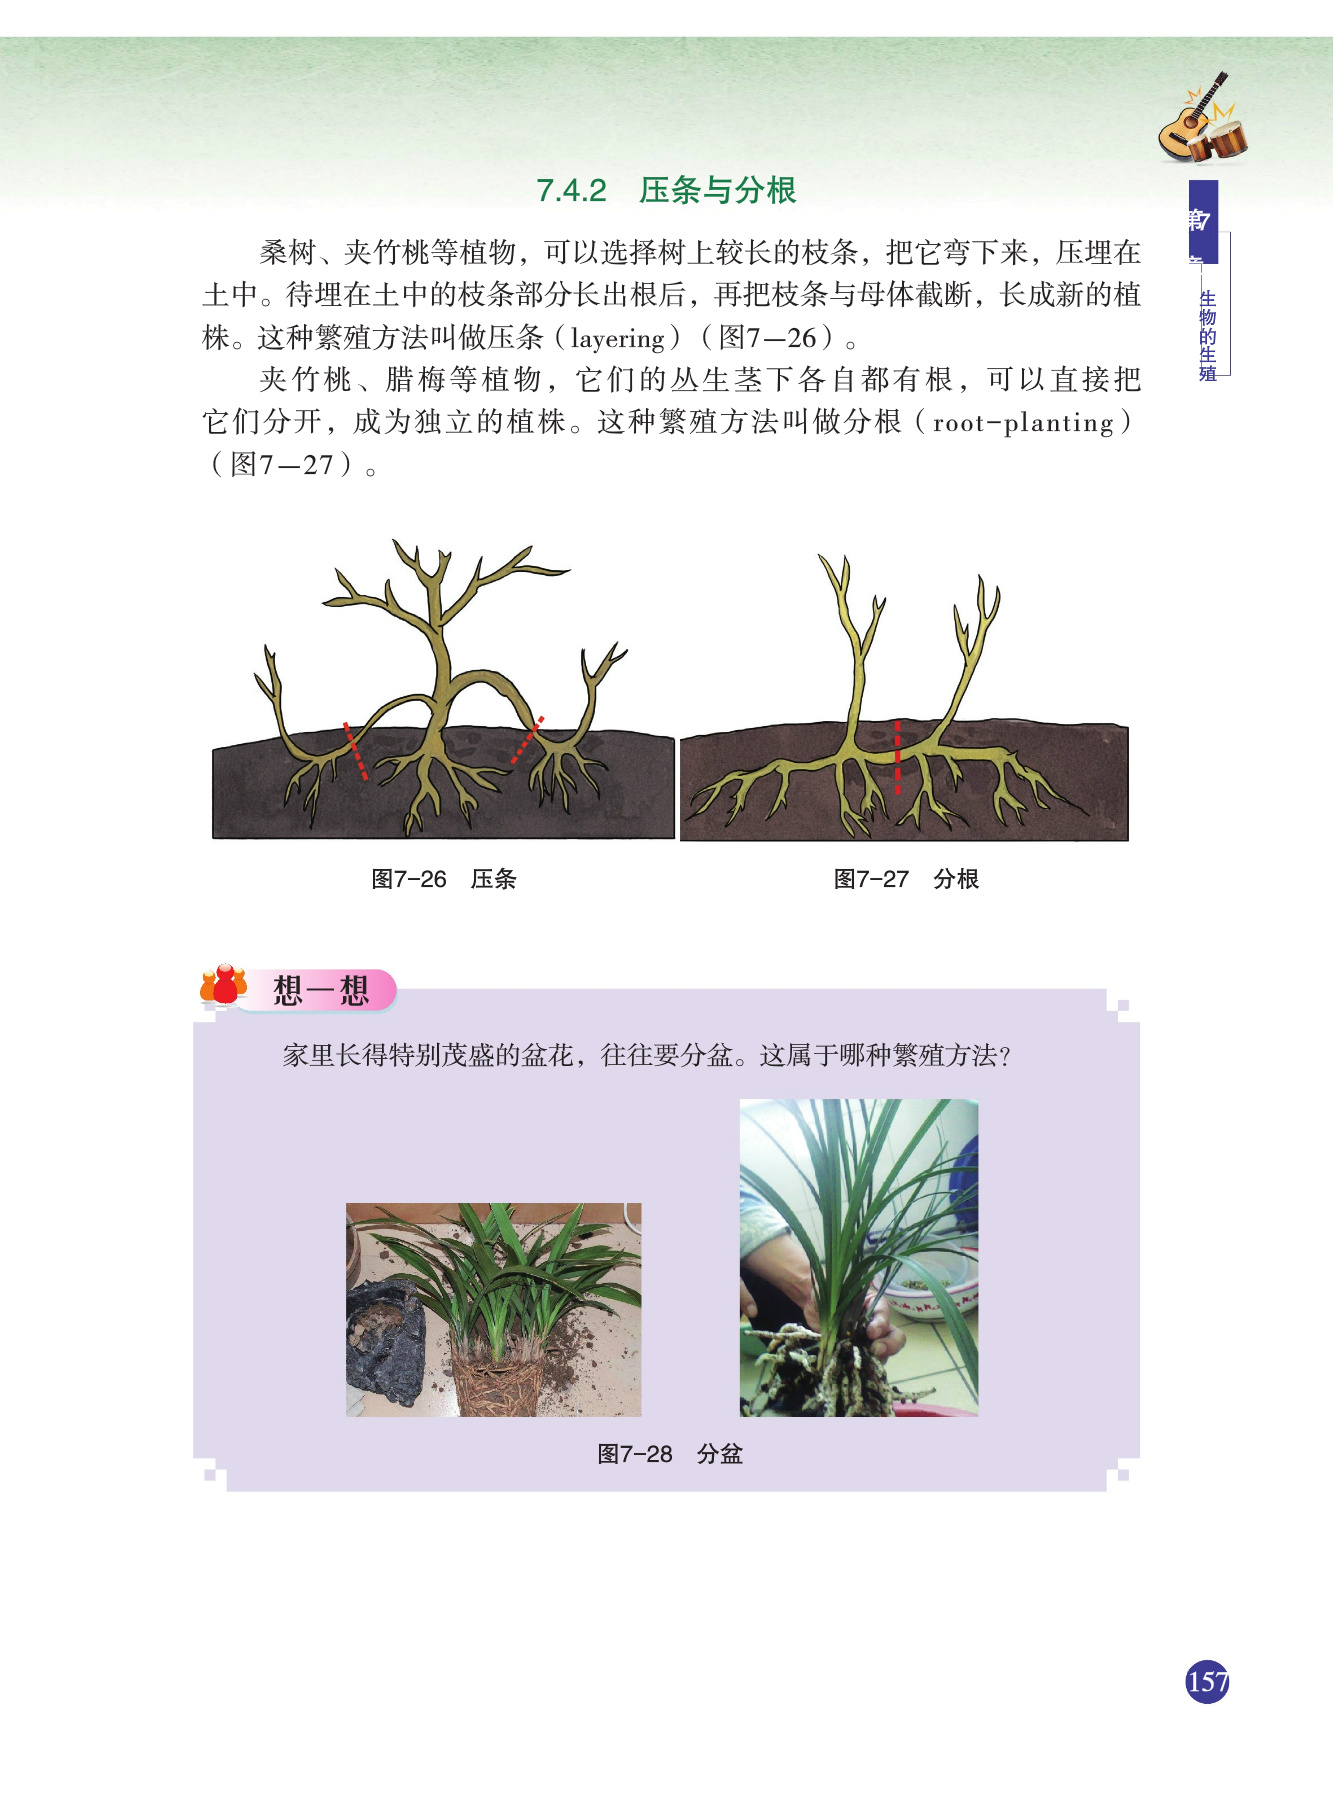 7.4.2 压条与分根
桑树、夹竹桃等植物，可以选择树上较长的枝条，把它弯下来，压埋在
土中。待埋在土中的枝条部分长出根后，再把枝条与母体截断，长成新的植
株。这种繁殖方法叫做压条（layering）（图7—26）。
夹竹桃、腊梅等植物，它们的丛生茎下各自都有根，可以直接把
它们分开，成为独立的植株。这种繁殖方法叫做分根（root-planting）
（图7—27）。
第7章
生物的生殖
图7-26 压条
图7-27 分根
想一想
家里长得特别茂盛的盆花，往往要分盆。这属于哪种繁殖方法？
图7-28 分盆
157